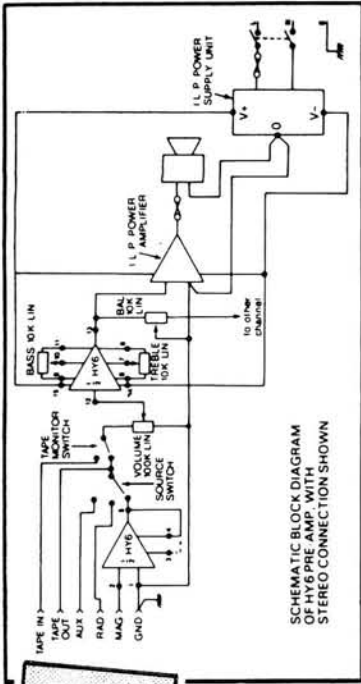 TAPE IN
TAPE
OUT
AUX
RAD
MAG
GND
TAPE
MONITOR
SWITCH
SOURCE
SWITCH
VOLUME
100K LIN
HY6
BASS 10K LIN
HY6
TREBLE
10K LIN
BAL
10K
LIN
to other
channel
I L P POWER
AMPLIFIER
I L P POWER
SUPPLY UNIT
V+
O
V-
L
N
SCHEMATIC BLOCK DIAGRAM
OF HY6 PRE-AMP, WITH
STEREO CONNECTION SHOWN